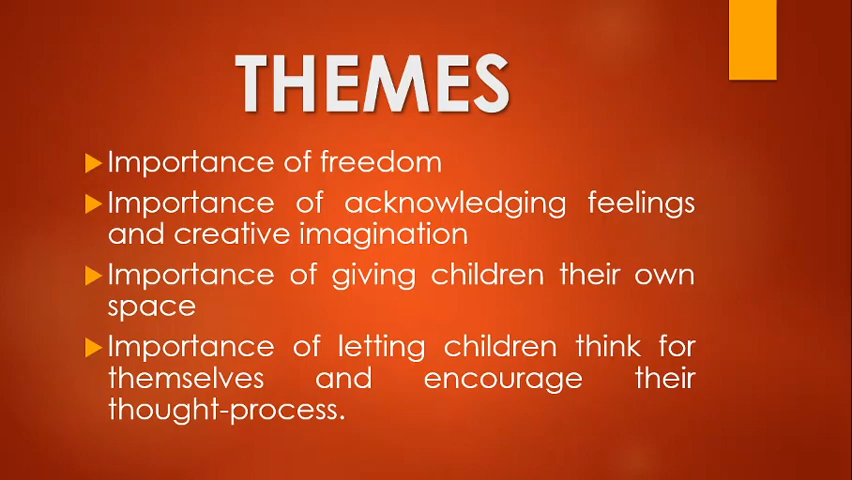 THEMES
Importance of freedom
Importance of acknowledging feelings
and creative imagination
Importance of giving children their own
space
Importance of letting children think for
themselves and encourage their
thought-process.